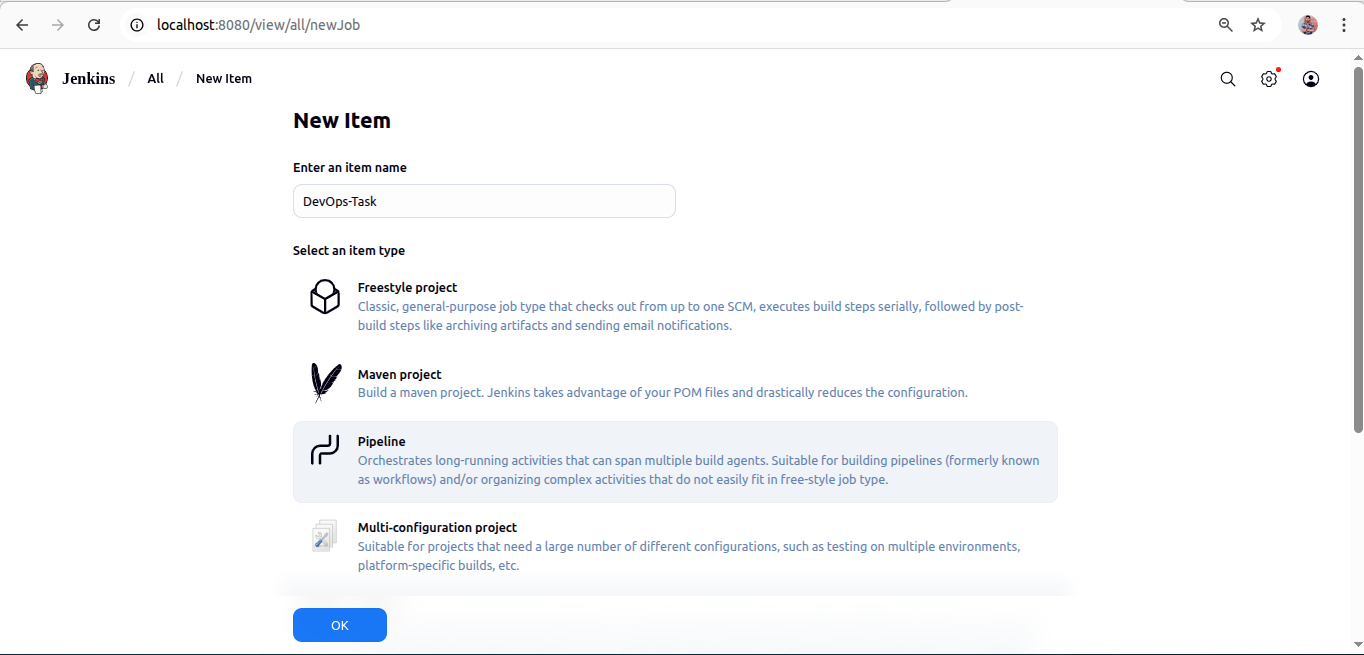 localhost:8080/view/all/newJob
Jenkins / All / New Item
New Item
Enter an item name
DevOps-Task
Select an item type
Freestyle project
Classic, general-purpose job type that checks out from up to one SCM, executes build steps serially, followed by post-
build steps like archiving artifacts and sending email notifications.
Maven project
Build a maven project. Jenkins takes advantage of your POM files and drastically reduces the configuration.
Pipeline
Orchestrates long-running activities that can span multiple build agents. Suitable for building pipelines (formerly known
as workflows) and/or organizing complex activities that do not easily fit in free-style job type.
Multi-configuration project
Suitable for projects that need a large number of different configurations, such as testing on multiple environments,
platform-specific builds, etc.
OK